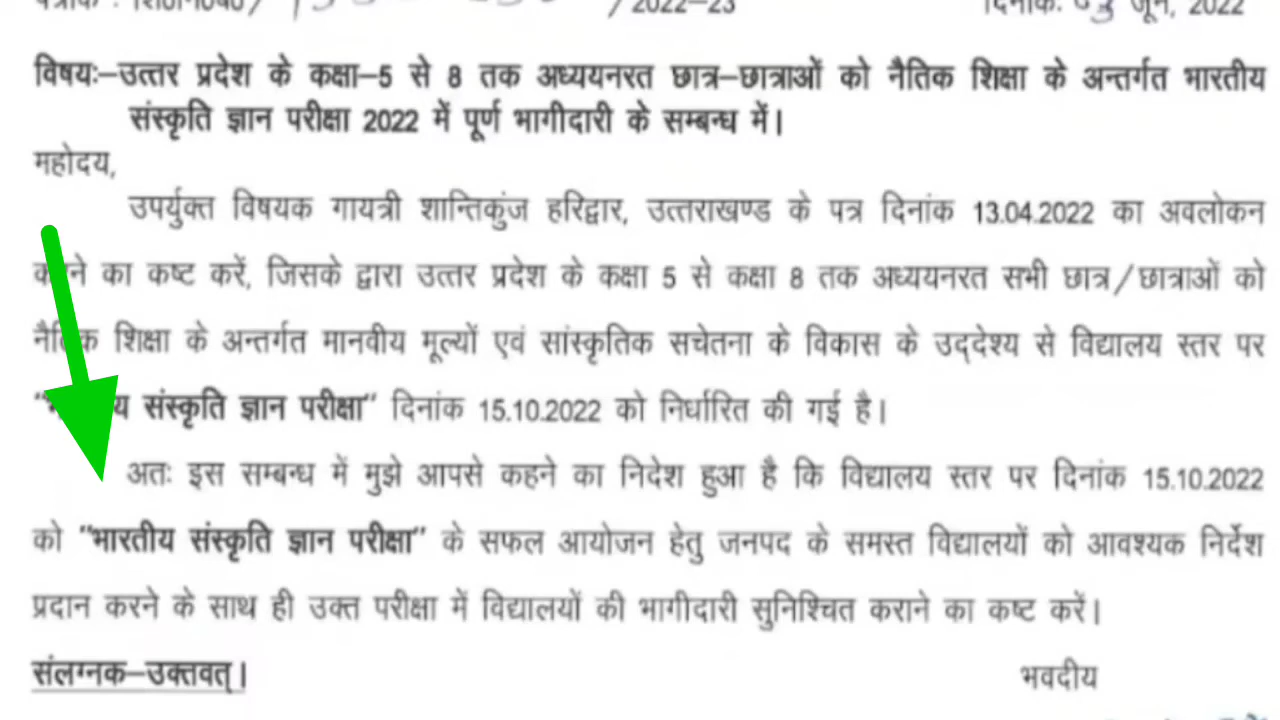 /2022–23 जून, 2022
विषयः–उत्तर प्रदेश के कक्षा–5 से 8 तक अध्ययनरत छात्र–छात्राओं को नैतिक शिक्षा के अन्तर्गत भारतीय
संस्कृति ज्ञान परीक्षा 2022 में पूर्ण भागीदारी के सम्बन्ध में।
महोदय,
उपर्युक्त विषयक गायत्री शान्तिकुंज हरिद्वार, उत्तराखण्ड के पत्र दिनांक 13.04.2022 का अवलोकन
का कष्ट करें, जिसके द्वारा उत्तर प्रदेश के कक्षा 5 से कक्षा 8 तक अध्ययनरत सभी छात्र/छात्राओं को
नैतिक शिक्षा के अन्तर्गत मानवीय मूल्यों एवं सांस्कृतिक सचेतना के विकास के उद्देश्य से विद्यालय स्तर पर
संस्कृति ज्ञान परीक्षा" दिनांक 15.10.2022 को निर्धारित की गई है।
अतः इस सम्बन्ध में मुझे आपसे कहने का निदेश हुआ है कि विद्यालय स्तर पर दिनांक 15.10.2022
को "भारतीय संस्कृति ज्ञान परीक्षा" के सफल आयोजन हेतु जनपद के समस्त विद्यालयों को आवश्यक निर्देश
प्रदान करने के साथ ही उक्त परीक्षा में विद्यालयों की भागीदारी सुनिश्चित कराने का कष्ट करें।
संलग्नक–उक्तवत्। भवदीय